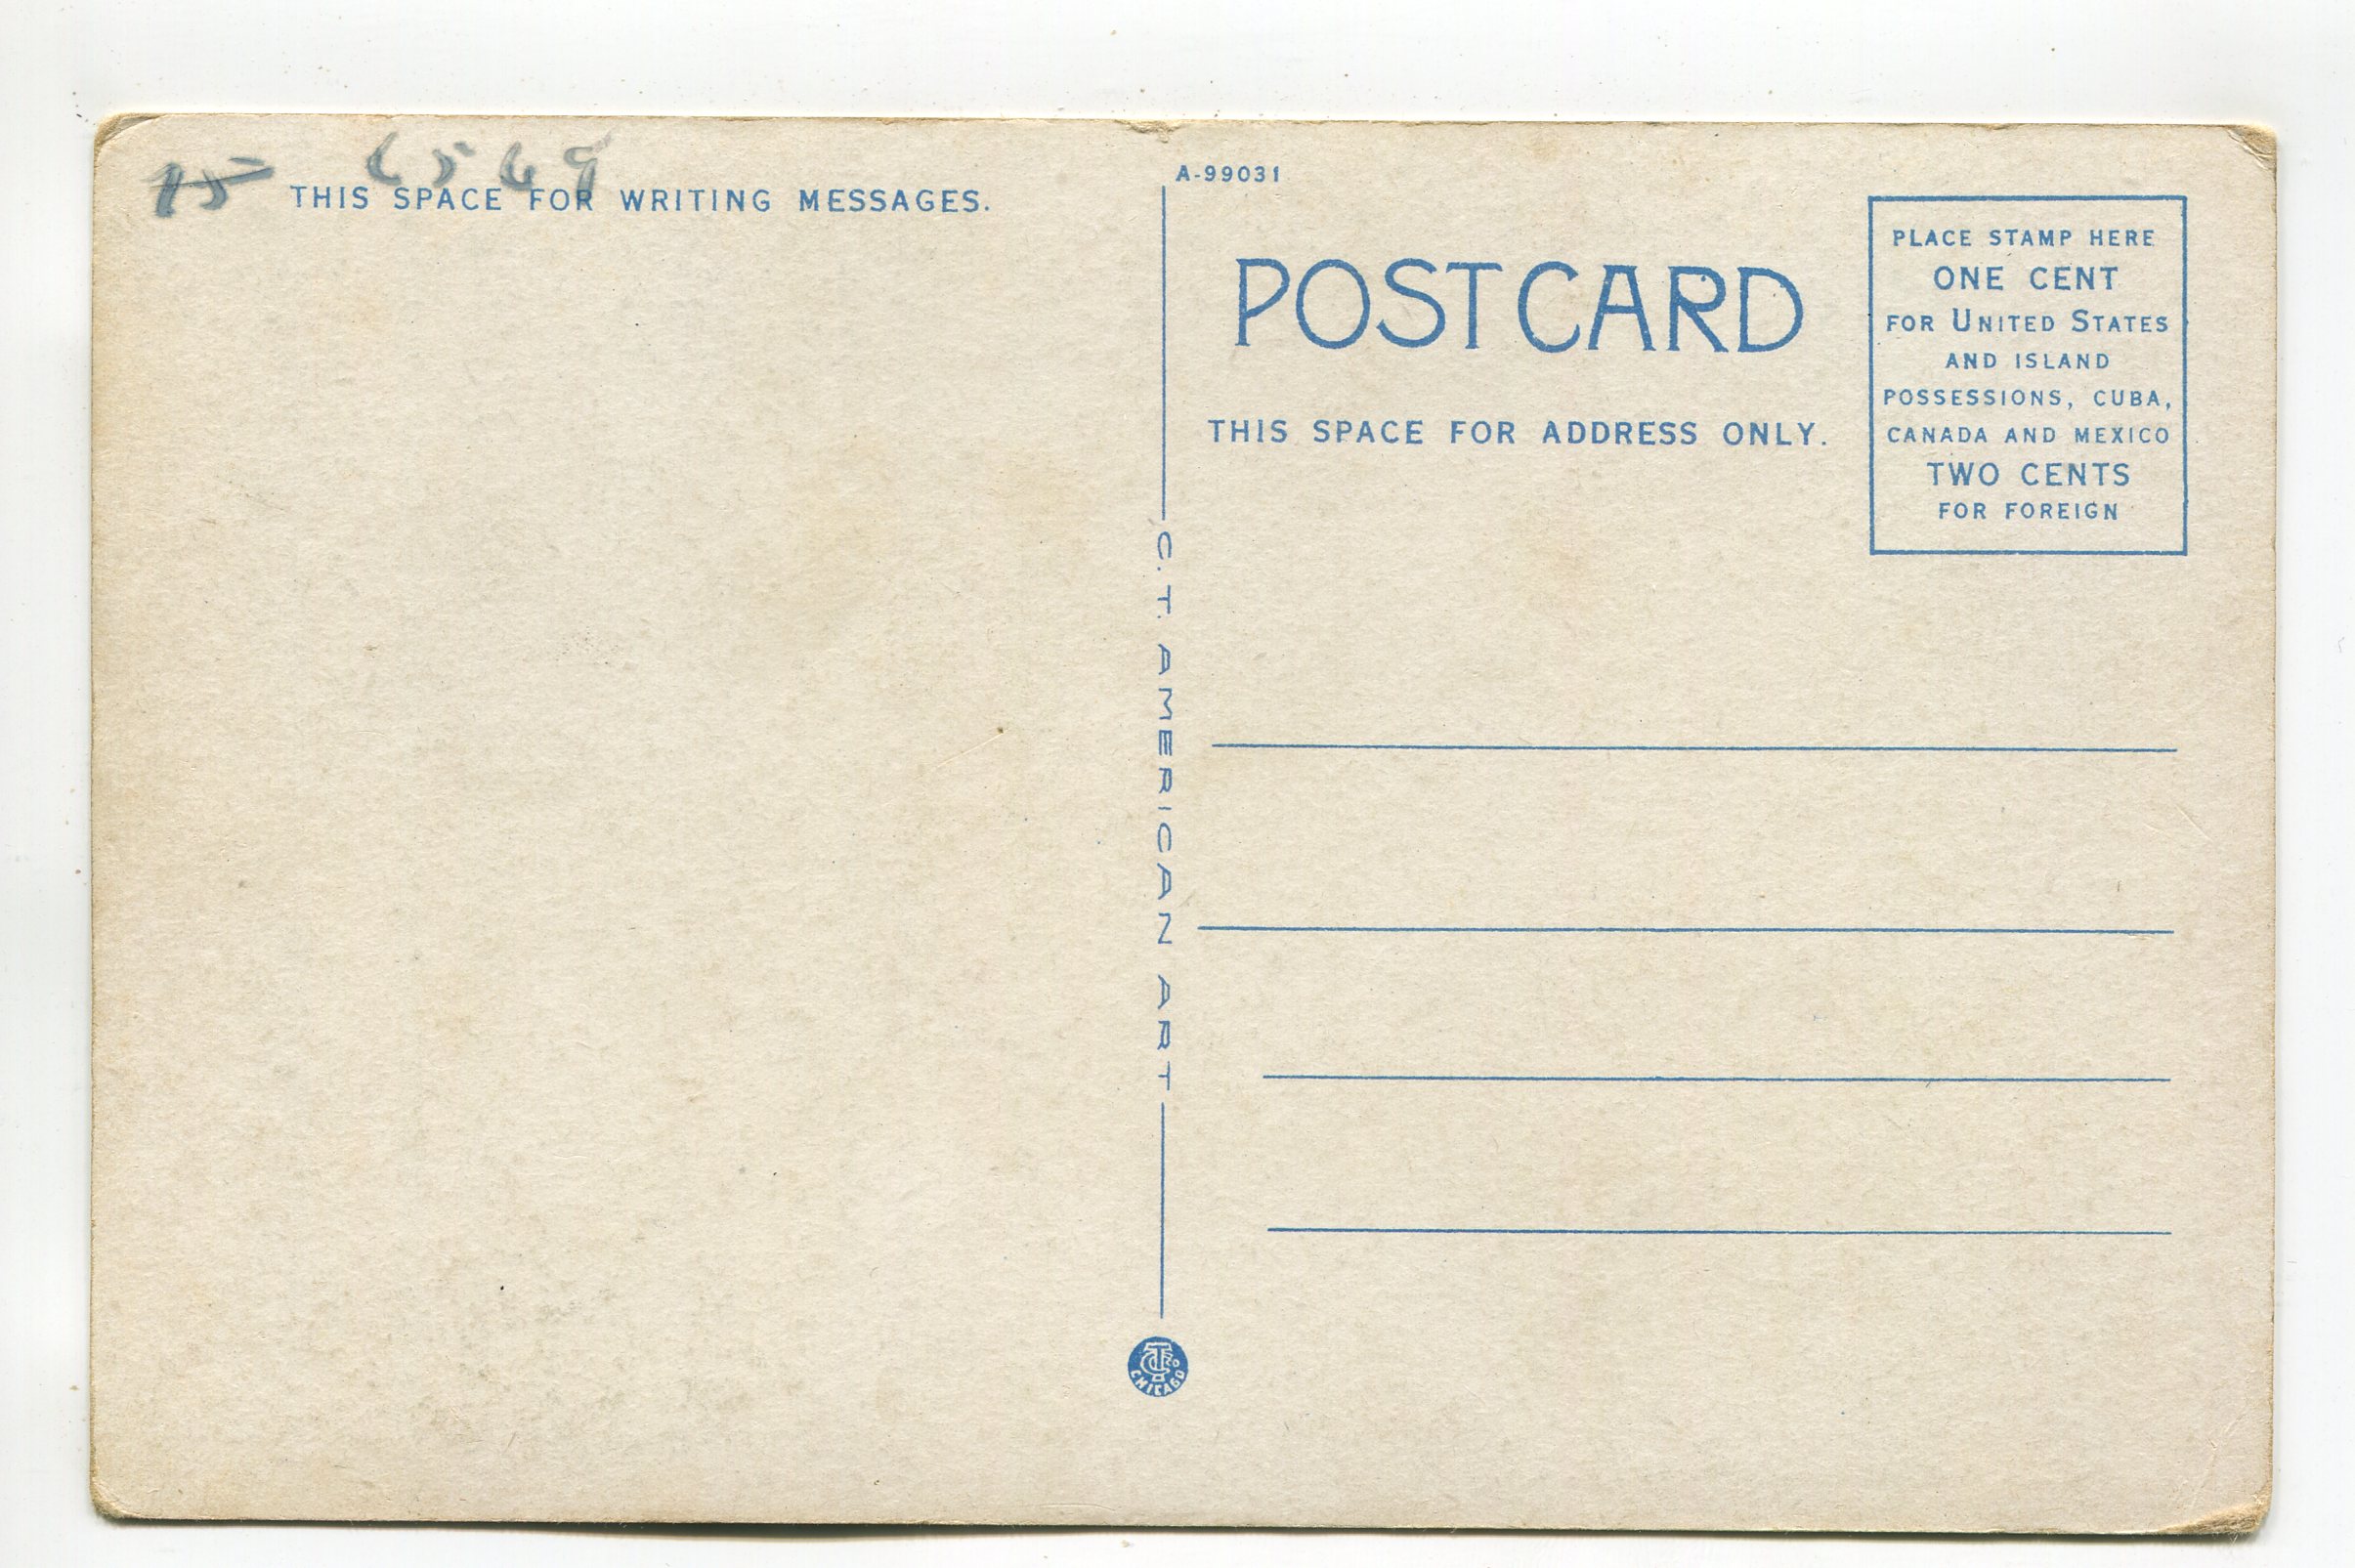 15 6569
THIS SPACE FOR WRITING MESSAGES.
A-99031
POSTCARD
THIS SPACE FOR ADDRESS ONLY.
PLACE STAMP HERE
ONE CENT
FOR UNITED STATES
AND ISLAND
POSSESSIONS, CUBA,
CANADA AND MEXICO
TWO CENTS
FOR FOREIGN
C.T. AMERICAN ART
CHICAGO